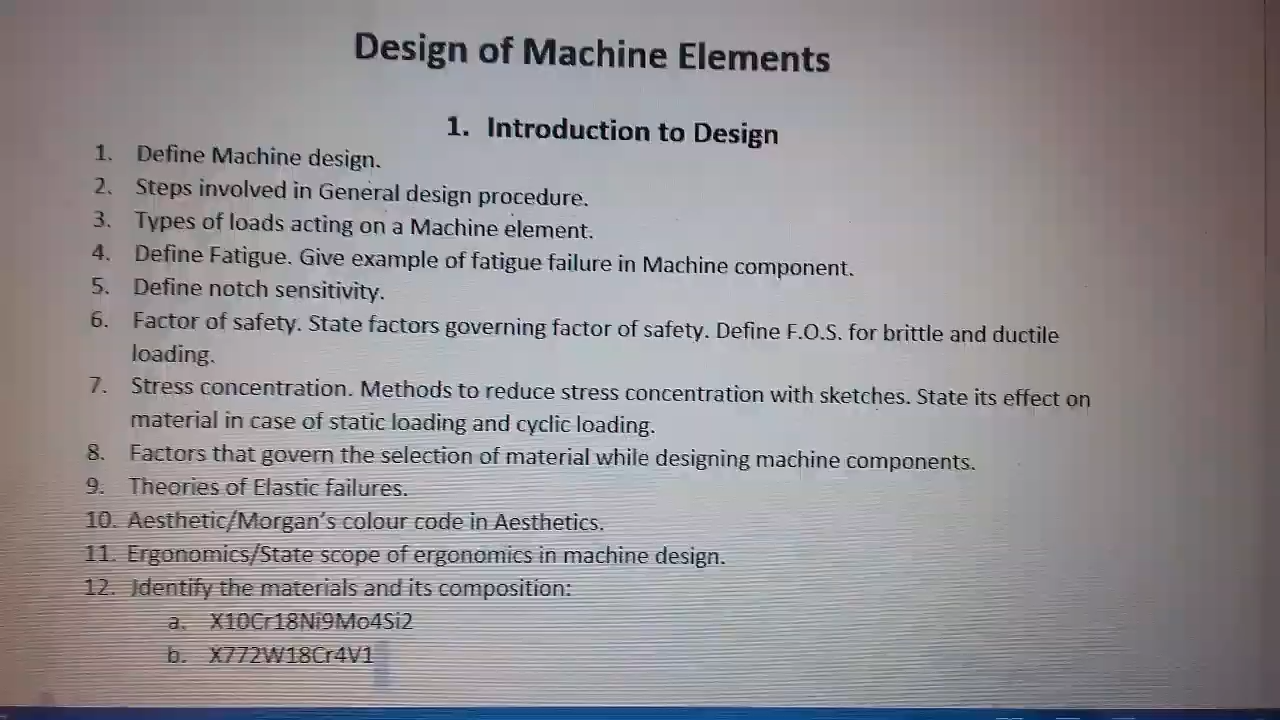 Design of Machine Elements
1. Introduction to Design
1. Define Machine design.
2. Steps involved in General design procedure.
3. Types of loads acting on a Machine element.
4. Define Fatigue. Give example of fatigue failure in Machine component.
5. Define notch sensitivity.
6. Factor of safety. State factors governing factor of safety. Define F.O.S. for brittle and ductile
loading.
7. Stress concentration. Methods to reduce stress concentration with sketches. State its effect on
material in case of static loading and cyclic loading.
8. Factors that govern the selection of material while designing machine components.
9. Theories of Elastic failures.
10. Aesthetic/Morgan's colour code in Aesthetics.
11. Ergonomics/State scope of ergonomics in machine design.
12. Identify the materials and its composition:
a. X10Cr18Ni9Mo4Si2
b. X772W18Cr4V1